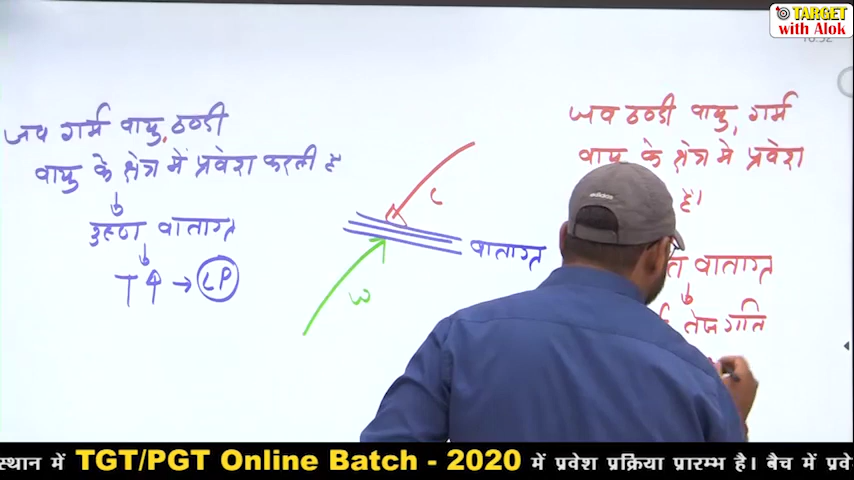 TARGET
with Alok
जब गर्म वायु, ठण्डी
वायु के क्षेत्र में प्रवेश करती है
↓
उष्ण वाताग्र
↓
T↑ → LP
C
W
वाताग्र
जब ठण्डी वायु, गर्म
वायु के क्षेत्र मे प्रवेश
है।
वाताग्र
↓
तेज गति
स्थान में TGT/PGT Online Batch - 2020 में प्रवेश प्रक्रिया प्रारम्भ है। बैच में प्रवे